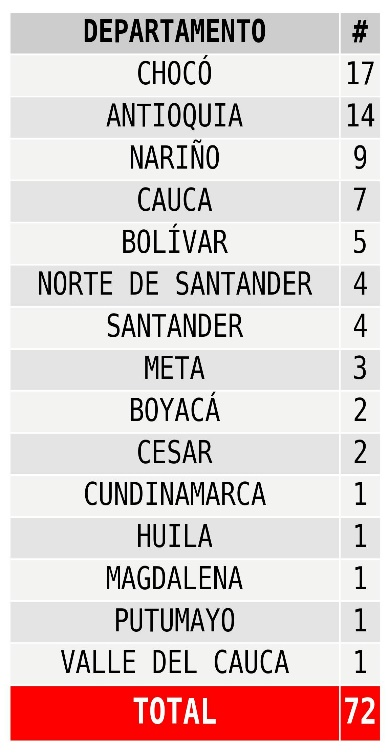 DEPARTAMENTO #
CHOCÓ 17
ANTIOQUIA 14
NARIÑO 9
CAUCA 7
BOLÍVAR 5
NORTE DE SANTANDER 4
SANTANDER 4
META 3
BOYACÁ 2
CESAR 2
CUNDINAMARCA 1
HUILA 1
MAGDALENA 1
PUTUMAYO 1
VALLE DEL CAUCA 1
TOTAL 72